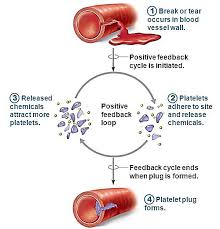 ① Break or tear
occurs in blood
vessel wall.
Positive feedback
cycle is initiated.
③ Released
chemicals
attract more
platelets.
Positive
feedback
loop
② Platelets
adhere to site
and release
chemicals.
Feedback cycle ends
when plug is formed.
④ Platelet plug
forms.